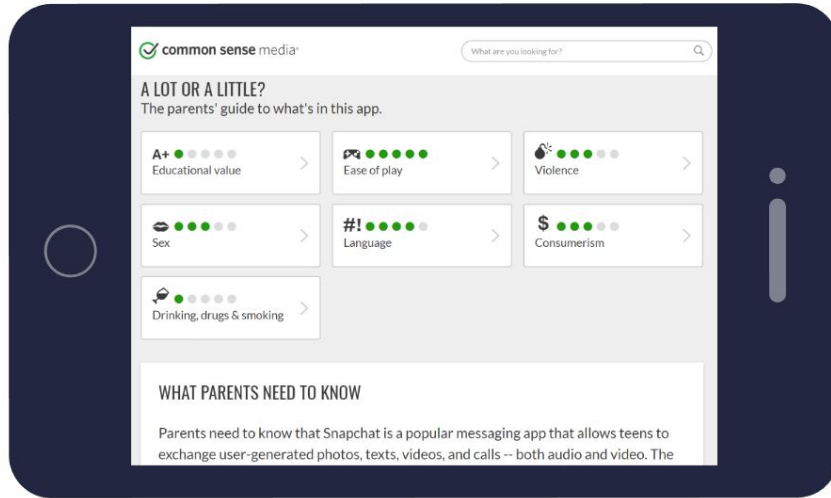 common sense media
What are you looking for?
A LOT OR A LITTLE?
The parents' guide to what's in this app.
A+
Educational value
Ease of play
Violence
Sex
#!
Language
$
Consumerism
Drinking, drugs & smoking
WHAT PARENTS NEED TO KNOW
Parents need to know that Snapchat is a popular messaging app that allows teens to
exchange user-generated photos, texts, videos, and calls -- both audio and video. The